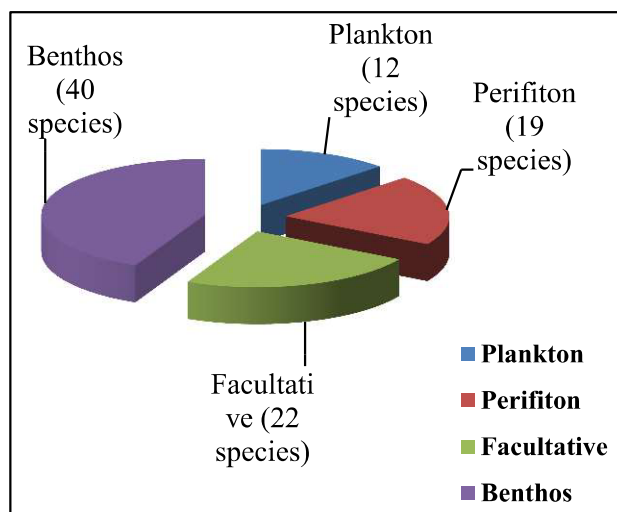 Benthos
(40
species)
Plankton
(12
species)
Perifiton
(19
species)
Facultati
ve (22
species)
Plankton
Perifiton
Facultative
Benthos